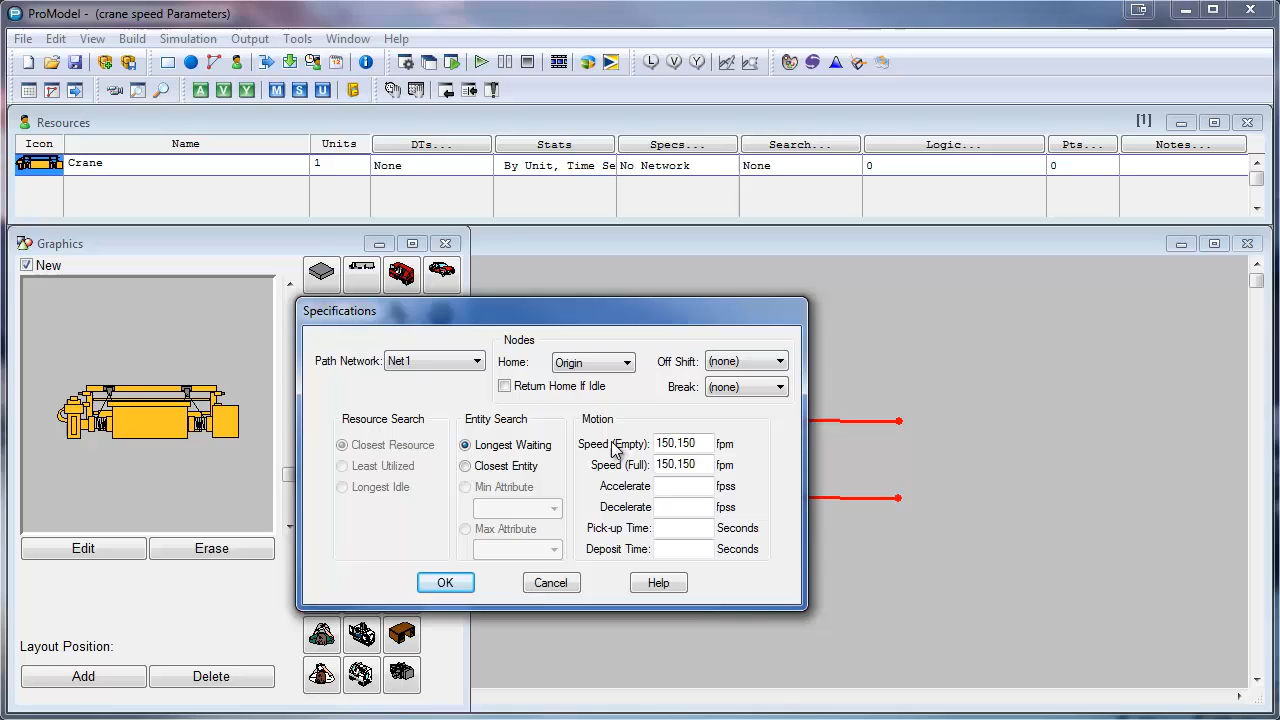 ProModel - (crane speed Parameters)
File Edit View Build Simulation Output Tools Window Help
Resources
[1]
Icon Name Units DTs... Stats Specs... Search... Logic... Pts... Notes...
Crane 1 None By Unit, Time Se No Network None 0 0
Graphics
New
Specifications
Nodes
Path Network: Net1 Home: Origin Off Shift: (none)
Return Home If Idle Break: (none)
Resource Search Entity Search Motion
Closest Resource Longest Waiting Speed (Empty): 150,150 fpm
Least Utilized Closest Entity Speed (Full): 150,150 fpm
Longest Idle Min Attribute Accelerate fpss
Decelerate fpss
Max Attribute Pick-up Time: Seconds
Deposit Time: Seconds
Edit Erase
OK Cancel Help
Layout Position:
Add Delete